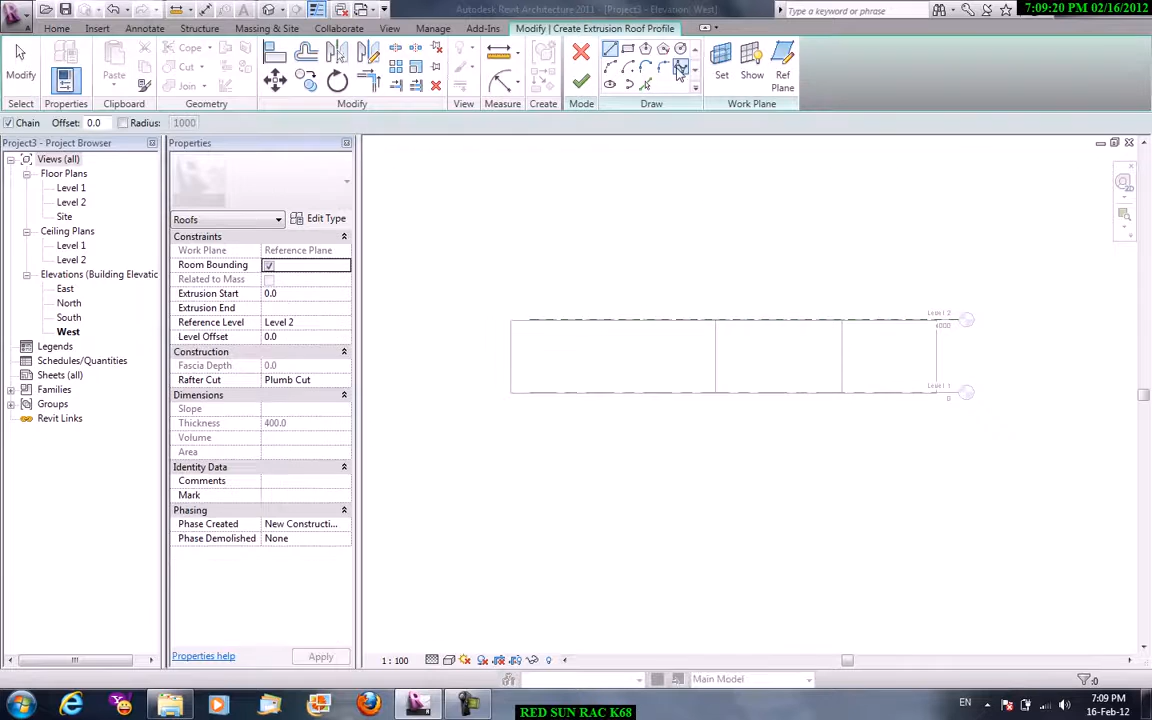 Autodesk Revit Architecture 2011 - [Project3 - Elevation: West]
Type a keyword or phrase
7:09:20 PM 02/16/2012
Home Insert Annotate Structure Massing & Site Collaborate View Manage Add-Ins Modify | Create Extrusion Roof Profile
Modify
Paste
Cope
Cut
Join
Set Show Ref Plane
Select Properties Clipboard Geometry Modify View Measure Create Mode Draw Work Plane
Chain Offset: 0.0 Radius: 1000
Project3 - Project Browser
Views (all)
Floor Plans
Level 1
Level 2
Site
Ceiling Plans
Level 1
Level 2
Elevations (Building Elevatic
East
North
South
West
Legends
Schedules/Quantities
Sheets (all)
Families
Groups
Revit Links
Properties
Roofs Edit Type
Constraints
Work Plane Reference Plane
Room Bounding
Related to Mass
Extrusion Start 0.0
Extrusion End
Reference Level Level 2
Level Offset 0.0
Construction
Fascia Depth 0.0
Rafter Cut Plumb Cut
Dimensions
Slope
Thickness 400.0
Volume
Area
Identity Data
Comments
Mark
Phasing
Phase Created New Constructi...
Phase Demolished None
Properties help Apply
Level 2
4000
Level 1
0
2D
1 : 100
Main Model
:0
EN 7:09 PM
16-Feb-12
RED SUN RAC K68